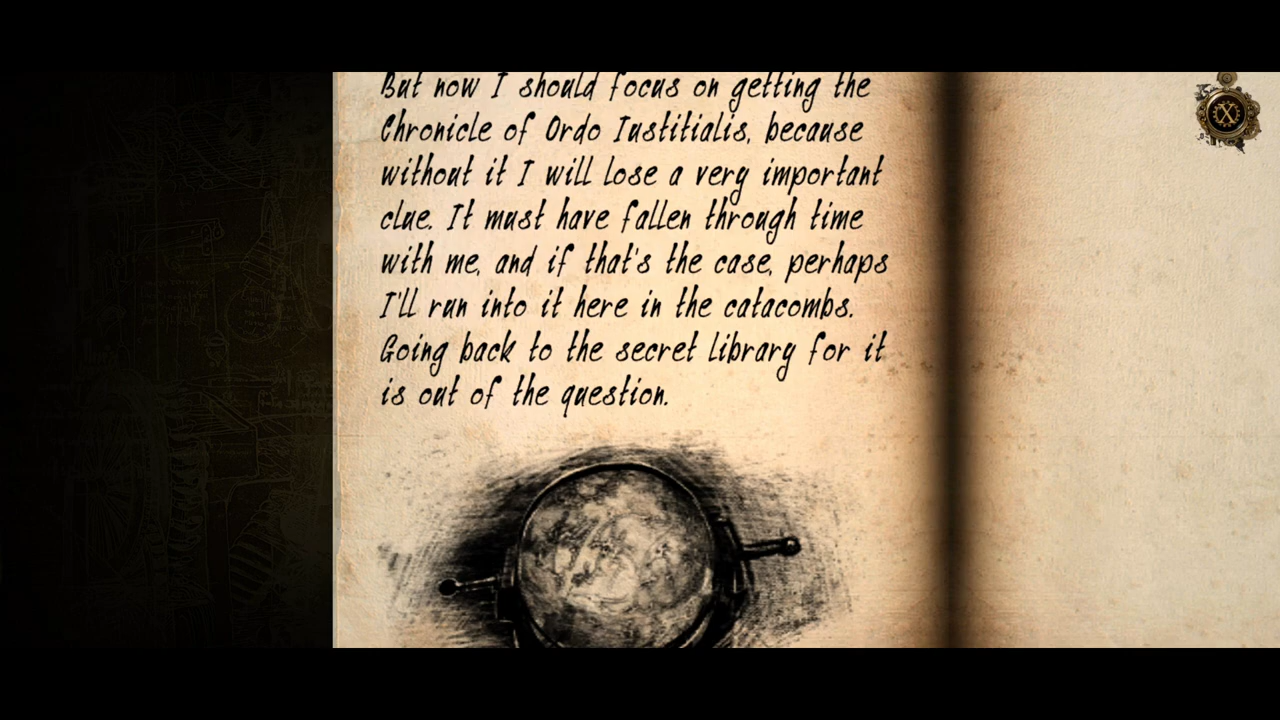 But now I should focus on getting the
Chronicle of Ordo Iustitialis, because
without it I will lose a very important
clue. It must have fallen through time
with me, and if that's the case, perhaps
I'll run into it here in the catacombs.
Going back to the secret library for it
is out of the question.